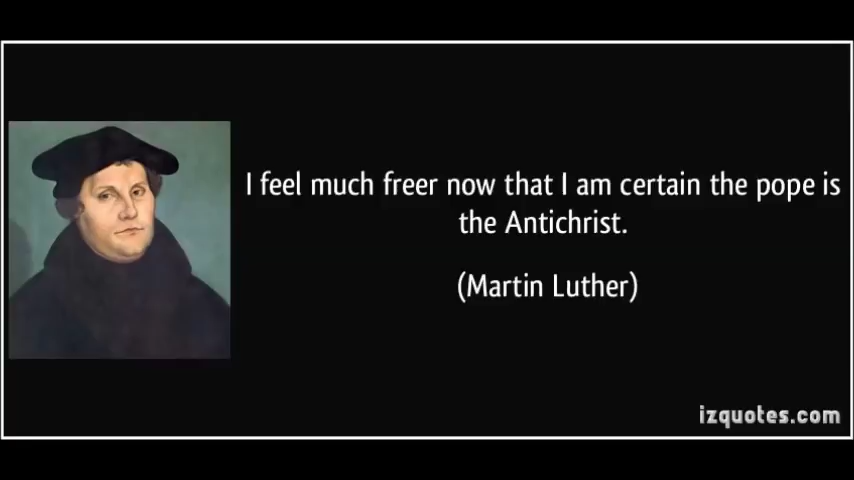 I feel much freer now that I am certain the pope is
the Antichrist.
(Martin Luther)
izquotes.com